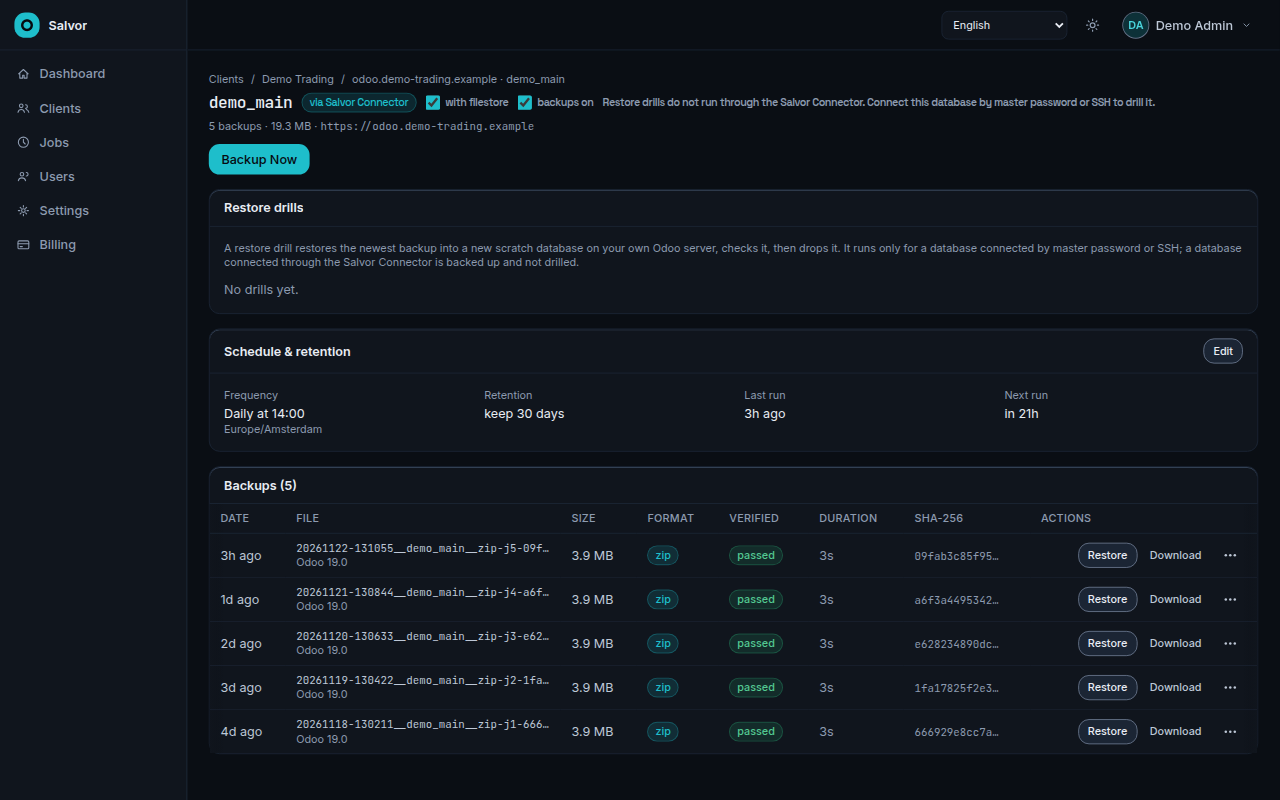 Salvor
English
DA
Demo Admin
Dashboard
Clients
Jobs
Users
Settings
Billing
Clients / Demo Trading / odoo.demo-trading.example · demo_main
demo_main via Salvor Connector with filestore backups on Restore drills do not run through the Salvor Connector. Connect this database by master password or SSH to drill it.
5 backups · 19.3 MB · https://odoo.demo-trading.example
Backup Now
Restore drills
A restore drill restores the newest backup into a new scratch database on your own Odoo server, checks it, then drops it. It runs only for a database connected by master password or SSH; a database
connected through the Salvor Connector is backed up and not drilled.
No drills yet.
Schedule & retention Edit
Frequency Retention Last run Next run
Daily at 14:00 keep 30 days 3h ago in 21h
Europe/Amsterdam
Backups (5)
DATE FILE SIZE FORMAT VERIFIED DURATION SHA-256 ACTIONS
3h ago 20261122-131055__demo_main__zip-j5-09f… 3.9 MB zip passed 3s 09fab3c85f95… Restore Download ···
Odoo 19.0
1d ago 20261121-130844__demo_main__zip-j4-a6f… 3.9 MB zip passed 3s a6f3a4495342… Restore Download ···
Odoo 19.0
2d ago 20261120-130633__demo_main__zip-j3-e62… 3.9 MB zip passed 3s e628234890dc… Restore Download ···
Odoo 19.0
3d ago 20261119-130422__demo_main__zip-j2-1fa… 3.9 MB zip passed 3s 1fa17825f2e3… Restore Download ···
Odoo 19.0
4d ago 20261118-130211__demo_main__zip-j1-666… 3.9 MB zip passed 3s 666929e8cc7a… Restore Download ···
Odoo 19.0